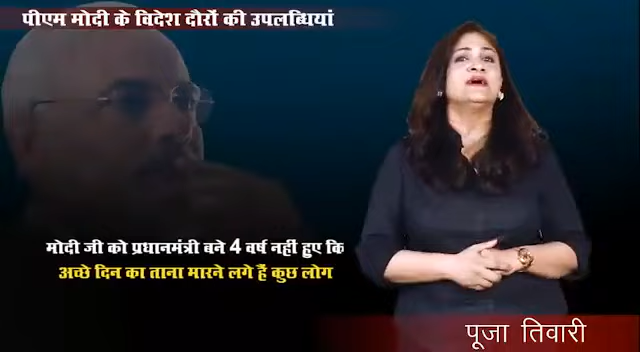 पीएम मोदी के विदेश दौरों की उपलब्धियां
मोदी जी को प्रधानमंत्री बने 4 वर्ष नहीं हुए कि
अच्छे दिन का ताना मारने लगे हैं कुछ लोग
पूजा तिवारी